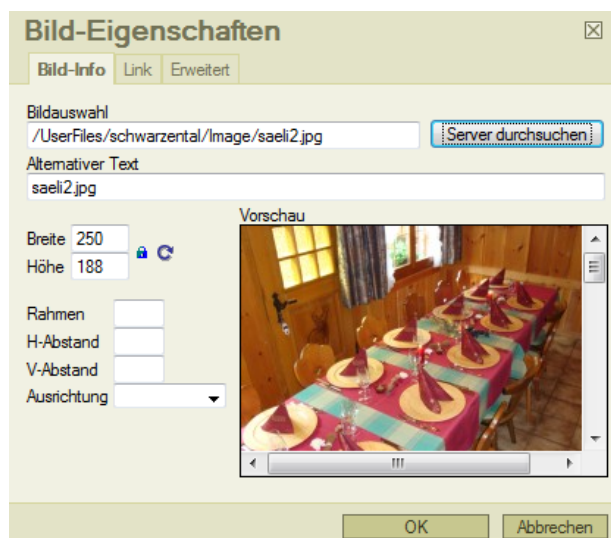 Bild-Eigenschaften
Bild-Info Link Erweitert
Bildauswahl
/UserFiles/schwarzental/Image/saeli2.jpg Server durchsuchen
Alternativer Text
saeli2.jpg
Vorschau
Breite 250
Höhe 188
Rahmen
H-Abstand
V-Abstand
Ausrichtung
OK Abbrechen